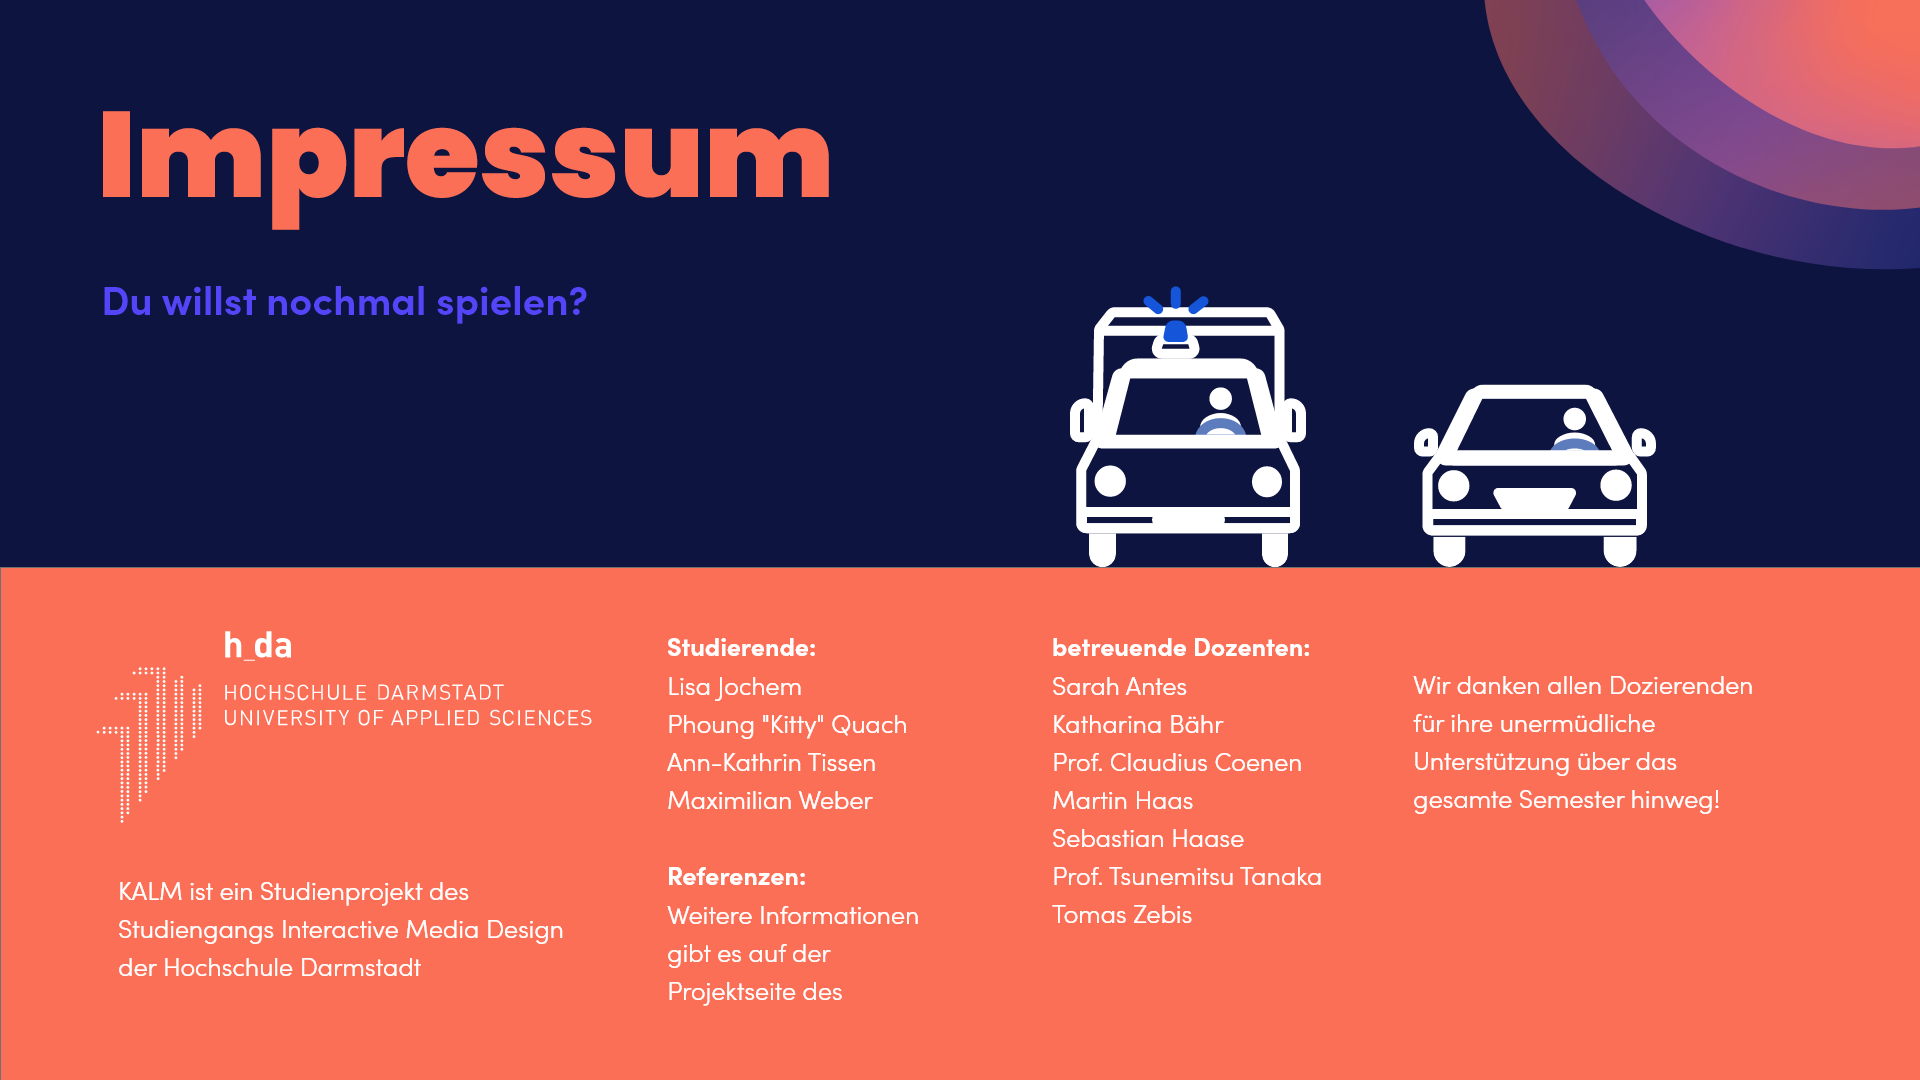 Impressum
Du willst nochmal spielen?
h_da
HOCHSCHULE DARMSTADT
UNIVERSITY OF APPLIED SCIENCES
KALM ist ein Studienprojekt des
Studiengangs Interactive Media Design
der Hochschule Darmstadt
Studierende:
Lisa Jochem
Phoung "Kitty" Quach
Ann-Kathrin Tissen
Maximilian Weber
Referenzen:
Weitere Informationen
gibt es auf der
Projektseite des
betreuende Dozenten:
Sarah Antes
Katharina Bähr
Prof. Claudius Coenen
Martin Haas
Sebastian Haase
Prof. Tsunemitsu Tanaka
Tomas Zebis
Wir danken allen Dozierenden
für ihre unermüdliche
Unterstützung über das
gesamte Semester hinweg!